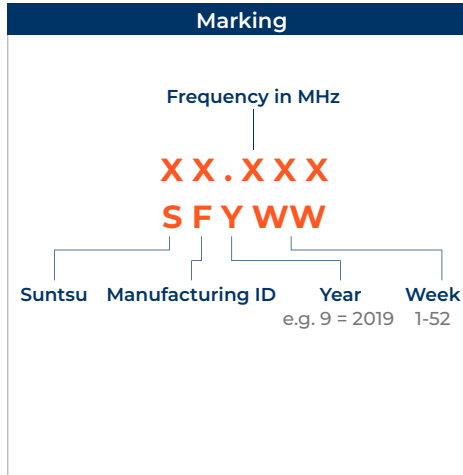 Marking
Frequency in MHz
XX.XXX
SFYWW
Suntsu Manufacturing ID Year Week
e.g. 9 = 2019 1-52